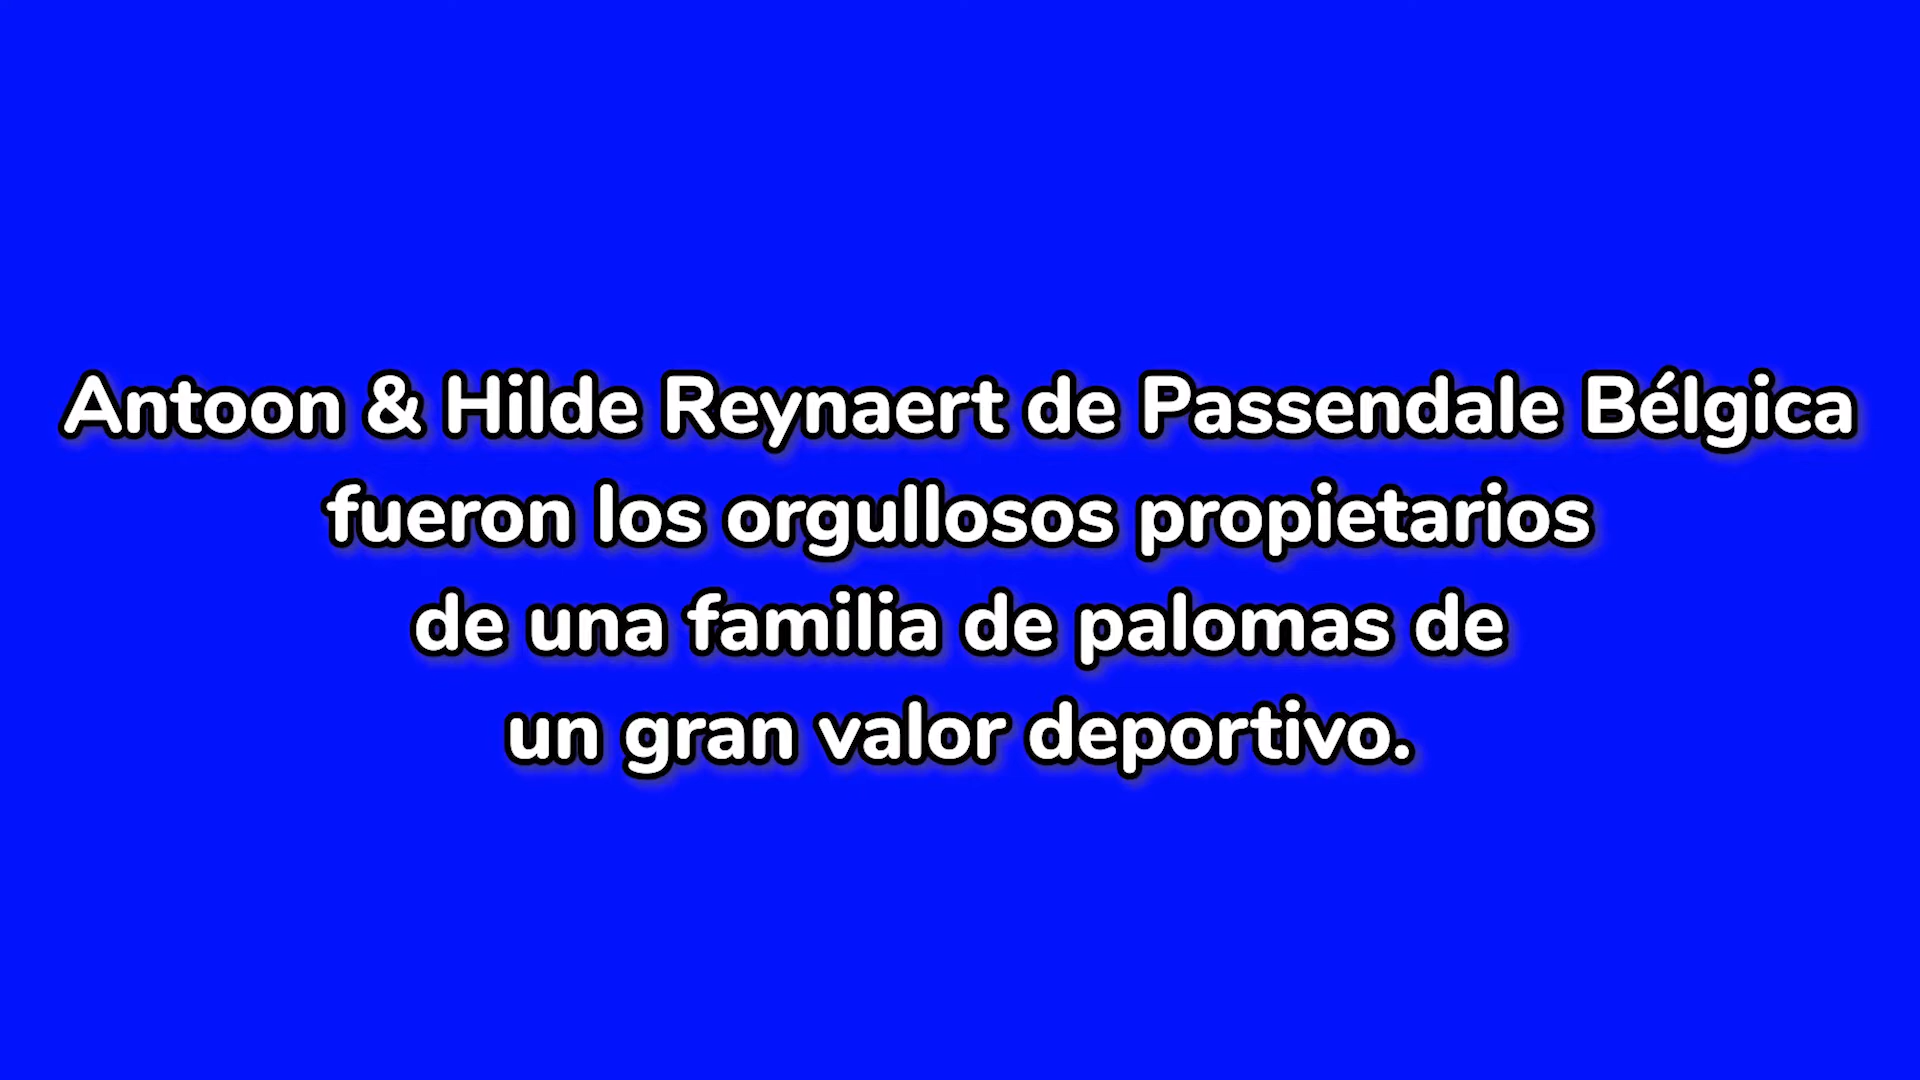 Antoon & Hilde Reynaert de Passendale Bélgica
fueron los orgullosos propietarios
de una familia de palomas de
un gran valor deportivo.